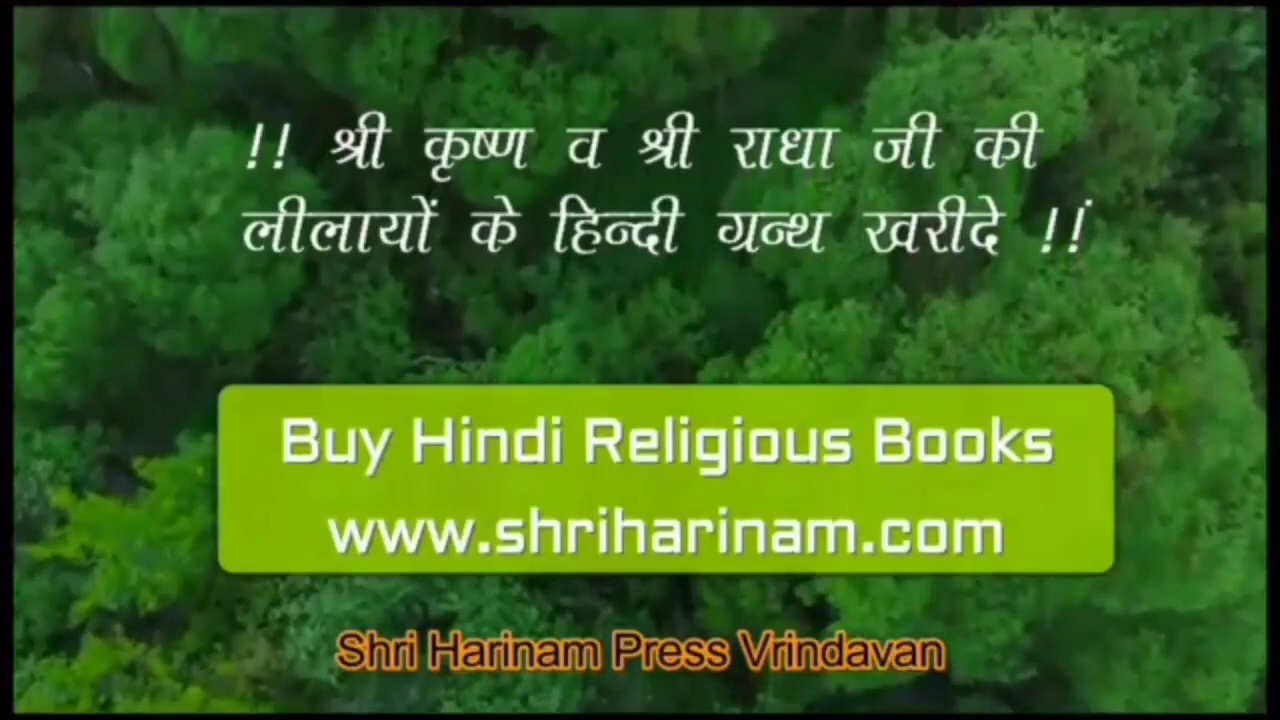 !! श्री कृष्ण व श्री राधा जी की
लीलायों के हिन्दी ग्रन्थ खरीदे !!ं
Buy Hindi Religious Books
www.shriharinam.com
Shri Harinam Press Vrindavan